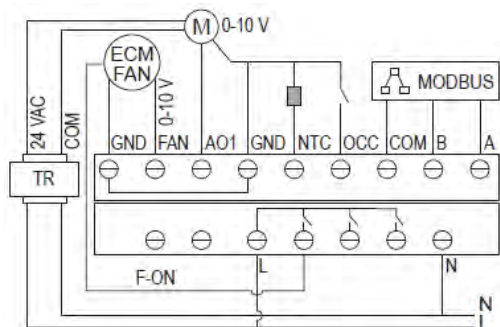 M 0-10 V
ECM
FAN
MODBUS
24 VAC
COM
0-10 V
GND FAN AO1 GND NTC OCC COM B A
TR
L N
F-ON
N
L